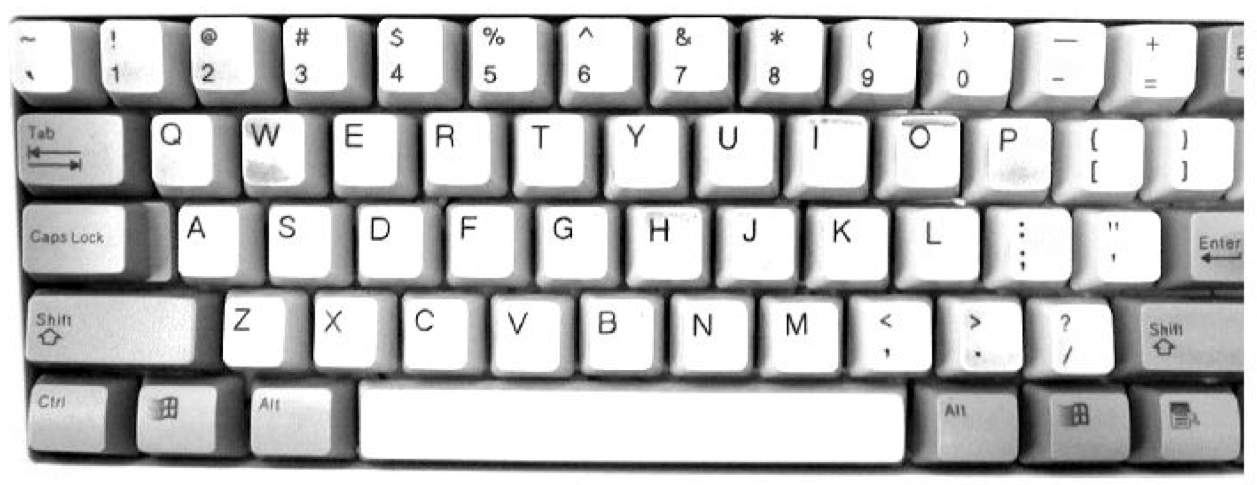 ~ ! @ # $ % ^ & * ( ) — +
` 1 2 3 4 5 6 7 8 9 0 - =
Tab Q W E R T Y U I O P { }
[ ]
Caps Lock A S D F G H J K L : "
; ' Enter
Shift Z X C V B N M < > ?
, . / Shift
Ctrl Alt Alt